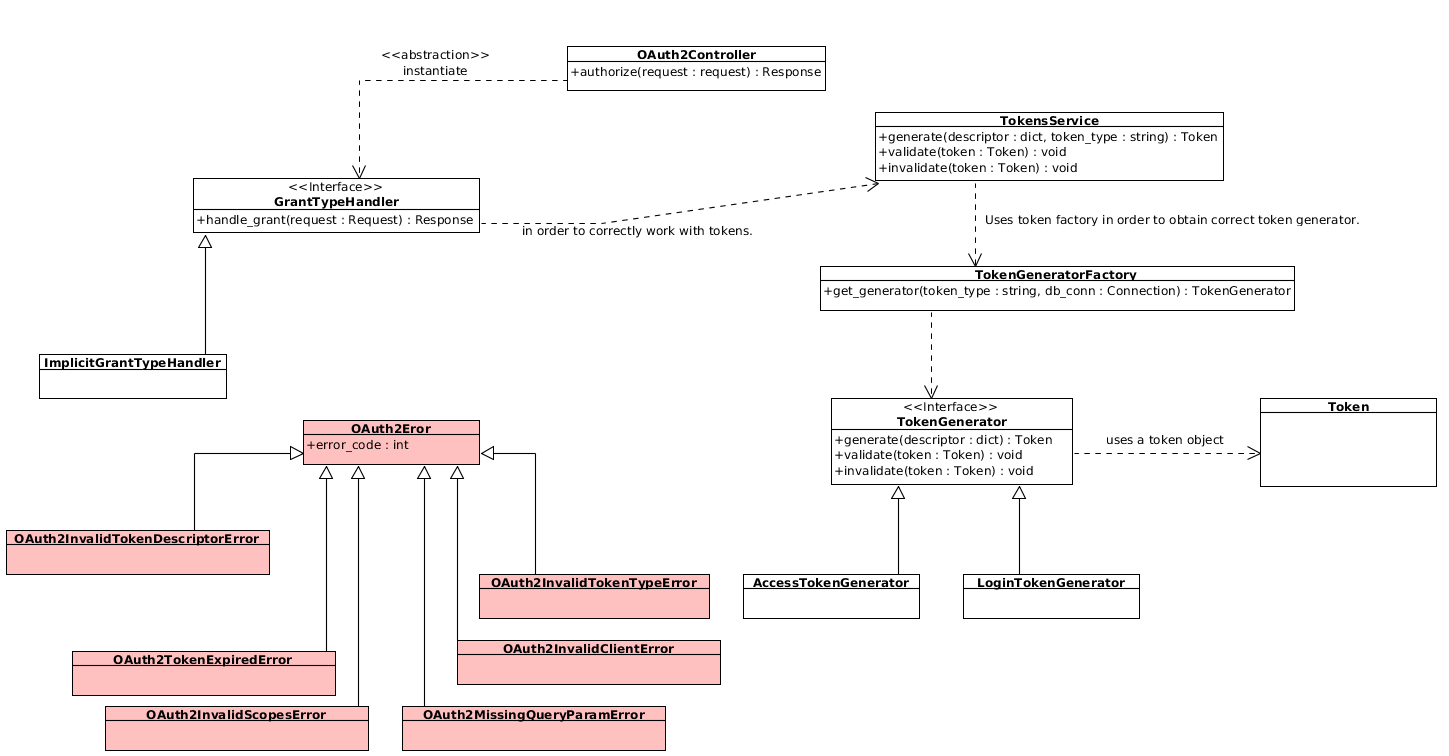 <<abstraction>>
instantiate
OAuth2Controller
+authorize(request : request) : Response
TokensService
+generate(descriptor : dict, token_type : string) : Token
+validate(token : Token) : void
+invalidate(token : Token) : void
<<Interface>>
GrantTypeHandler
+handle_grant(request : Request) : Response
in order to correctly work with tokens.
Uses token factory in order to obtain correct token generator.
TokenGeneratorFactory
+get_generator(token_type : string, db_conn : Connection) : TokenGenerator
ImplicitGrantTypeHandler
<<Interface>>
TokenGenerator
+generate(descriptor : dict) : Token
+validate(token : Token) : void
+invalidate(token : Token) : void
uses a token object
Token
OAuth2Eror
+error_code : int
OAuth2InvalidTokenDescriptorError
OAuth2InvalidTokenTypeError
AccessTokenGenerator
LoginTokenGenerator
OAuth2TokenExpiredError
OAuth2InvalidClientError
OAuth2InvalidScopesError
OAuth2MissingQueryParamError